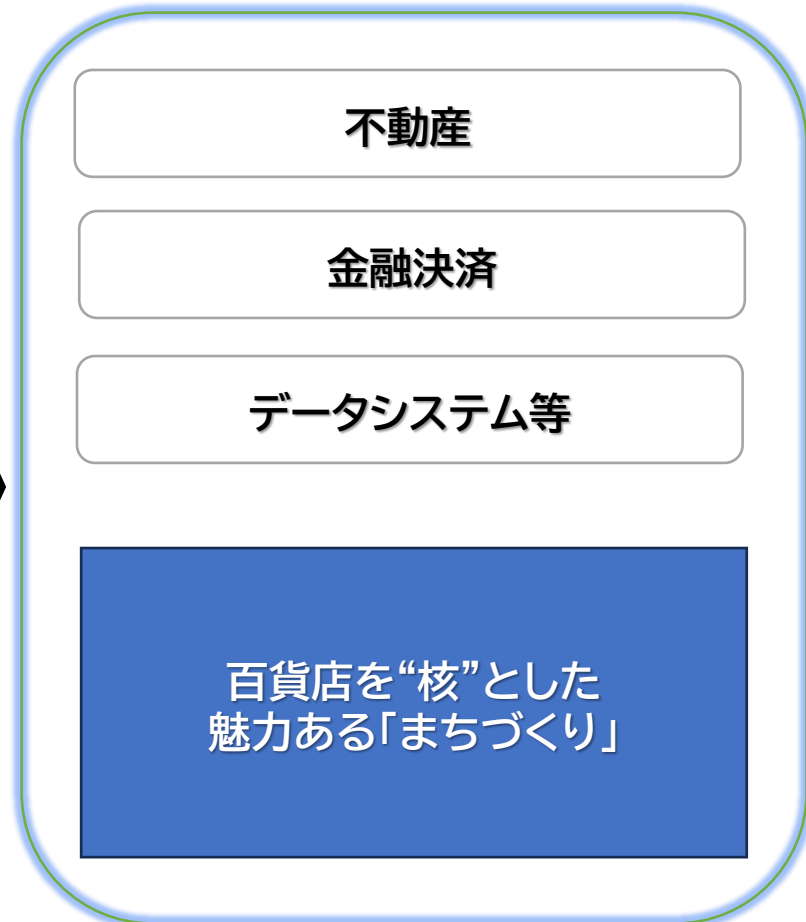 不動産
金融決済
データシステム等
百貨店を“核”とした
魅力ある「まちづくり」